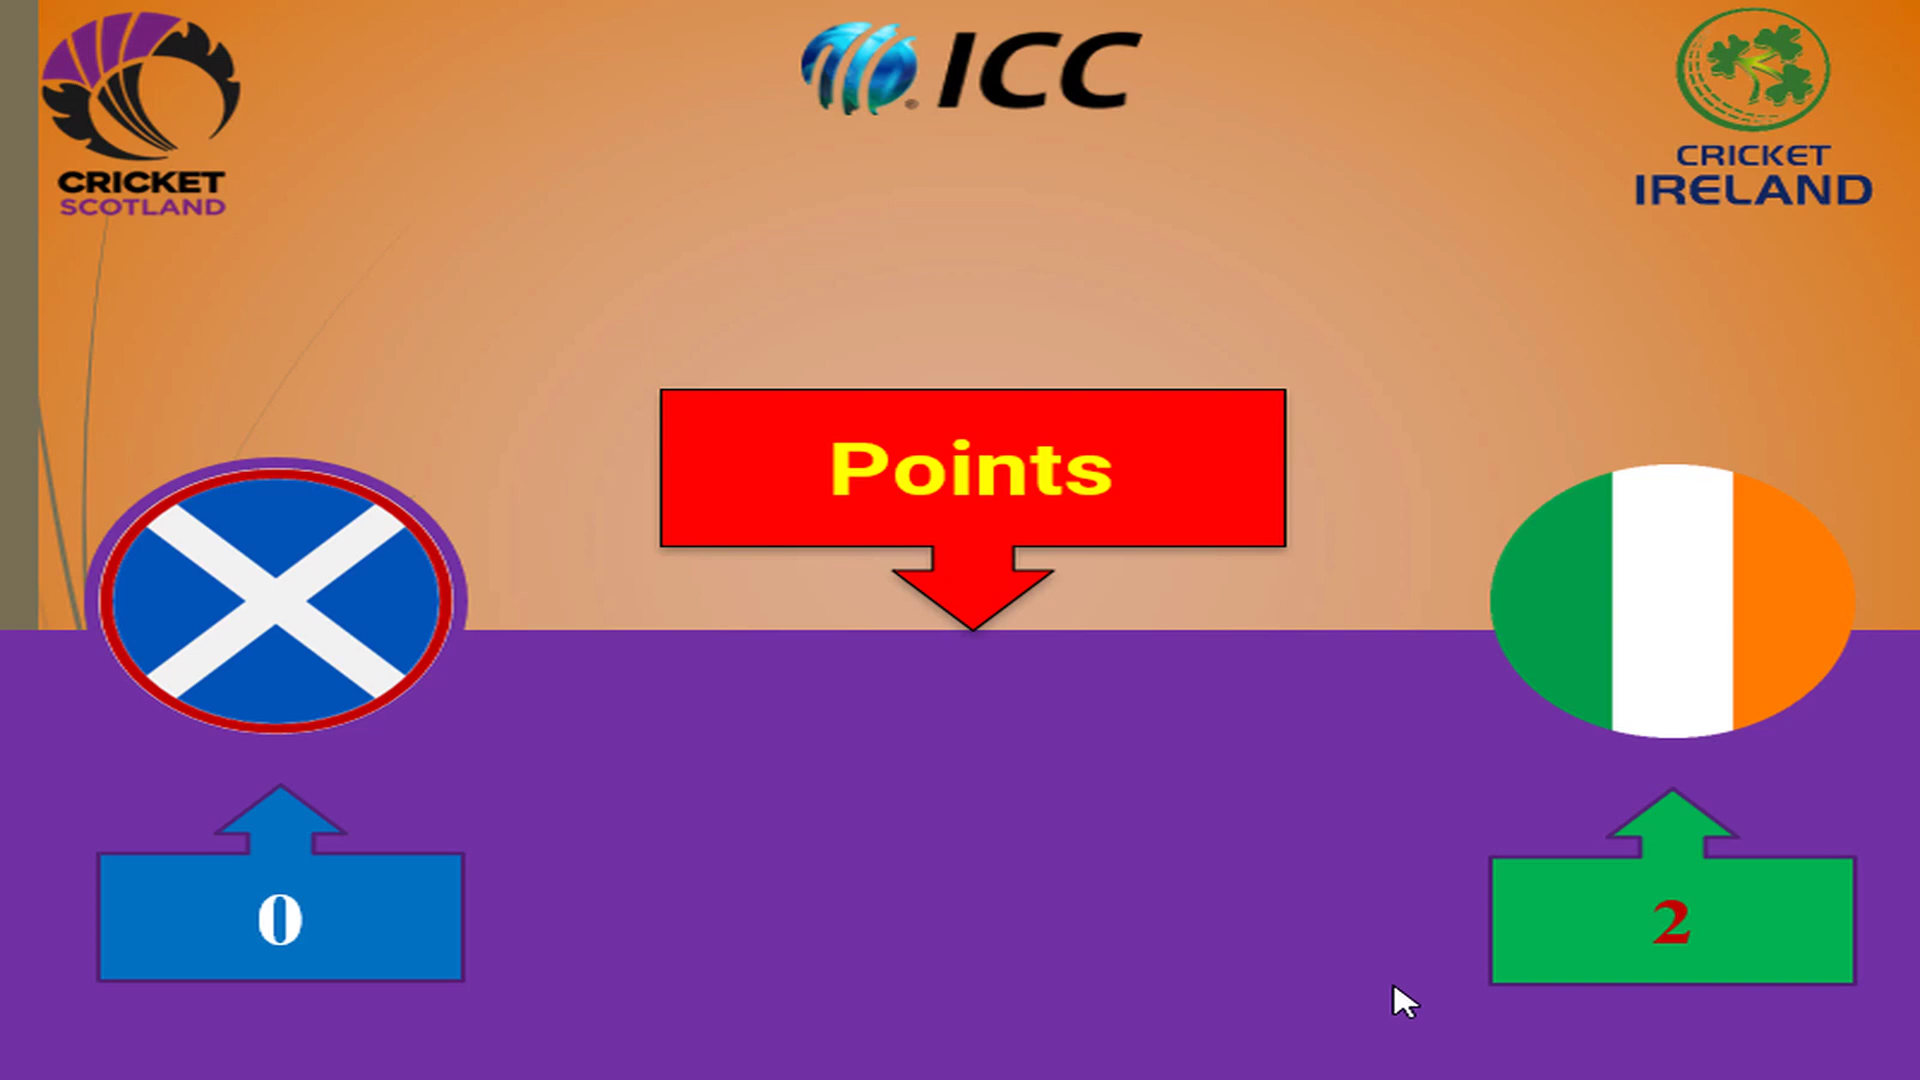 ICC
CRICKET
SCOTLAND
CRICKET
IRELAND
Points
0
2